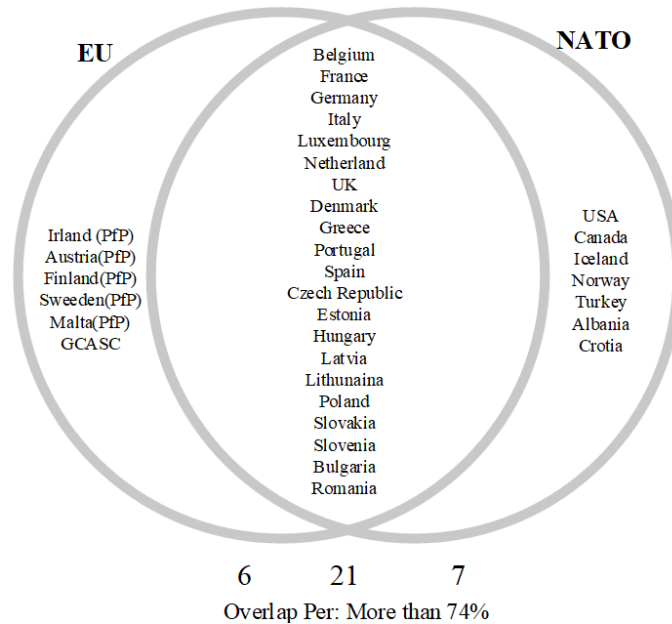 EU
NATO
Belgium
France
Germany
Italy
Luxembourg
Netherland
UK
Denmark
Greece
Portugal
Spain
Czech Republic
Estonia
Hungary
Latvia
Lithunaina
Poland
Slovakia
Slovenia
Bulgaria
Romania
Irland (PfP)
Austria(PfP)
Finland(PfP)
Sweden(PfP)
Malta(PfP)
GCASC
USA
Canada
Iceland
Norway
Turkey
Albania
Crotia
6 21 7
Overlap Per: More than 74%